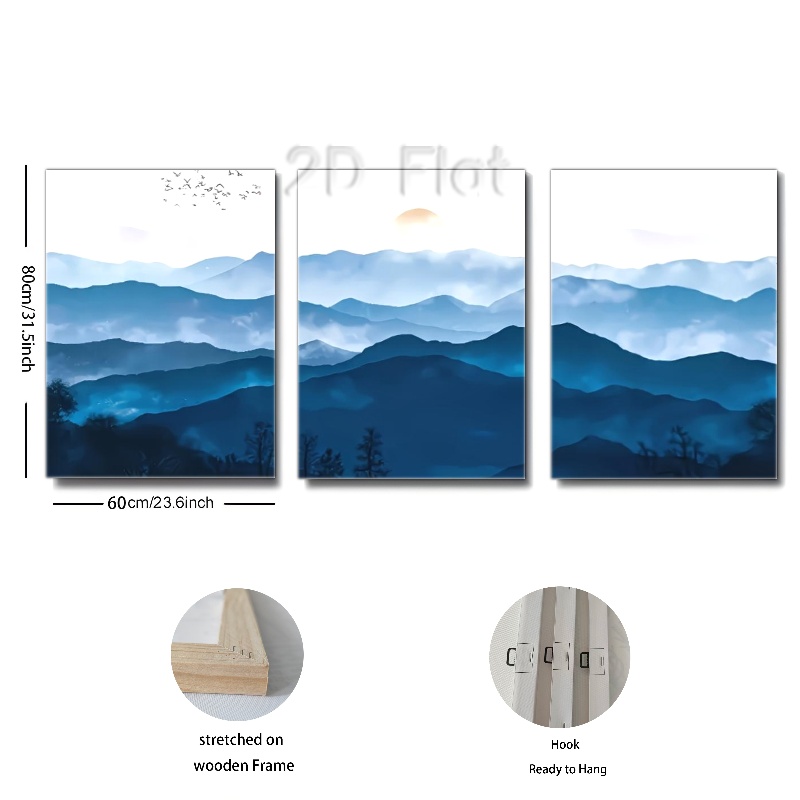 2D Flat
80cm/31.5inch
60cm/23.6inch
stretched on
wooden Frame
Hook
Ready to Hang